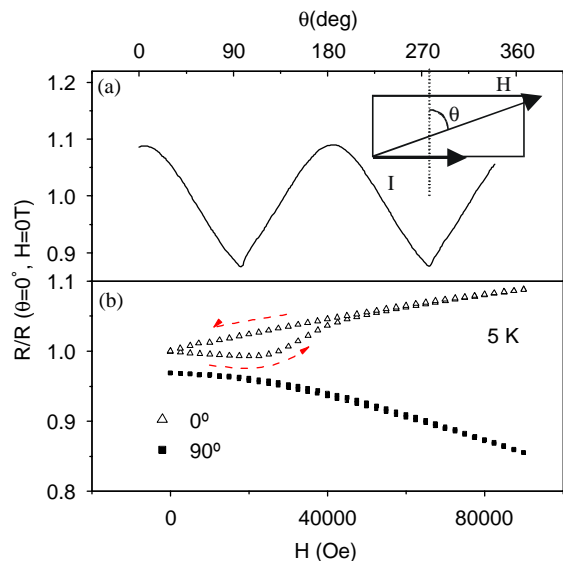 θ(deg)
0 90 180 270 360
(a)
H
θ
I
1.2
1.1
1.0
0.9
R/R (θ=0°, H=0T)
(b)
1.1
1.0
0.9
0.8
5 K
0º
90º
0 40000 80000
H (Oe)